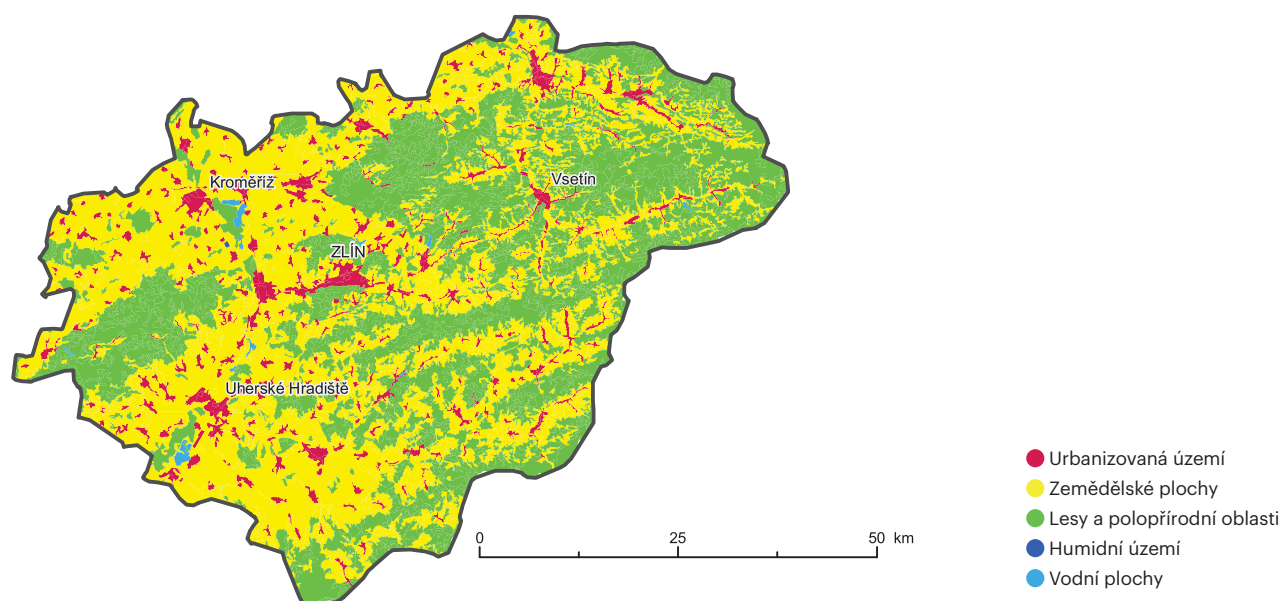 Kroměříž
Vsetín
ZLÍN
Uherské Hradiště
0 25 50 km
Urbanizovaná území
Zemědělské plochy
Lesy a polopřírodní oblasti
Humidní území
Vodní plochy